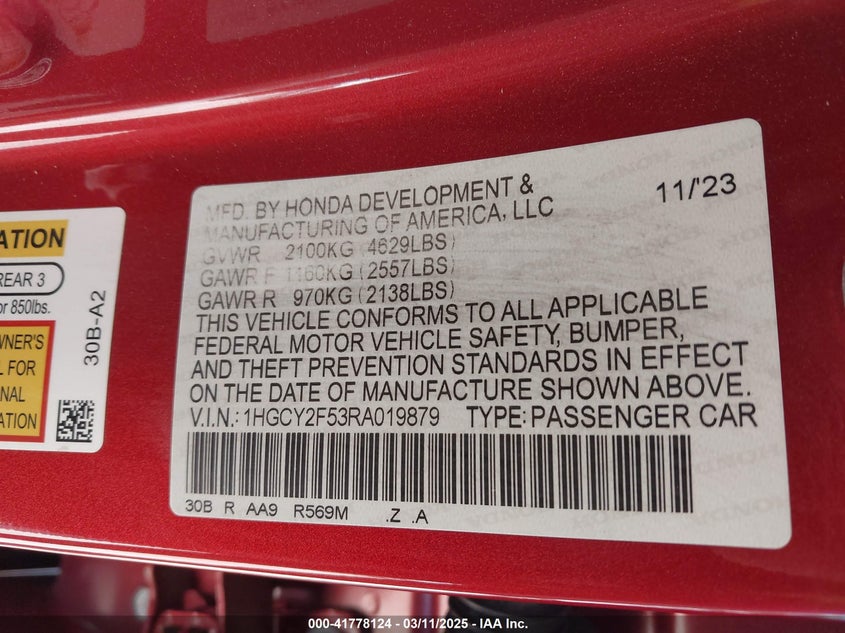 ATION
REAR 3
or 850lbs.
WNER'S
L FOR
NAL
ATION
30B-A2
MFD. BY HONDA DEVELOPMENT &
MANUFACTURING OF AMERICA, LLC
11/'23
GVWR 2100KG (4629LBS)
GAWR F 1160KG (2557LBS)
GAWR R 970KG (2138LBS)
THIS VEHICLE CONFORMS TO ALL APPLICABLE
FEDERAL MOTOR VEHICLE SAFETY, BUMPER,
AND THEFT PREVENTION STANDARDS IN EFFECT
ON THE DATE OF MANUFACTURE SHOWN ABOVE.
V.I.N.: 1HGCY2F53RA019879 TYPE: PASSENGER CAR
30B R AA9 R569M .Z .A
000-41778124 - 03/11/2025 - IAA Inc.